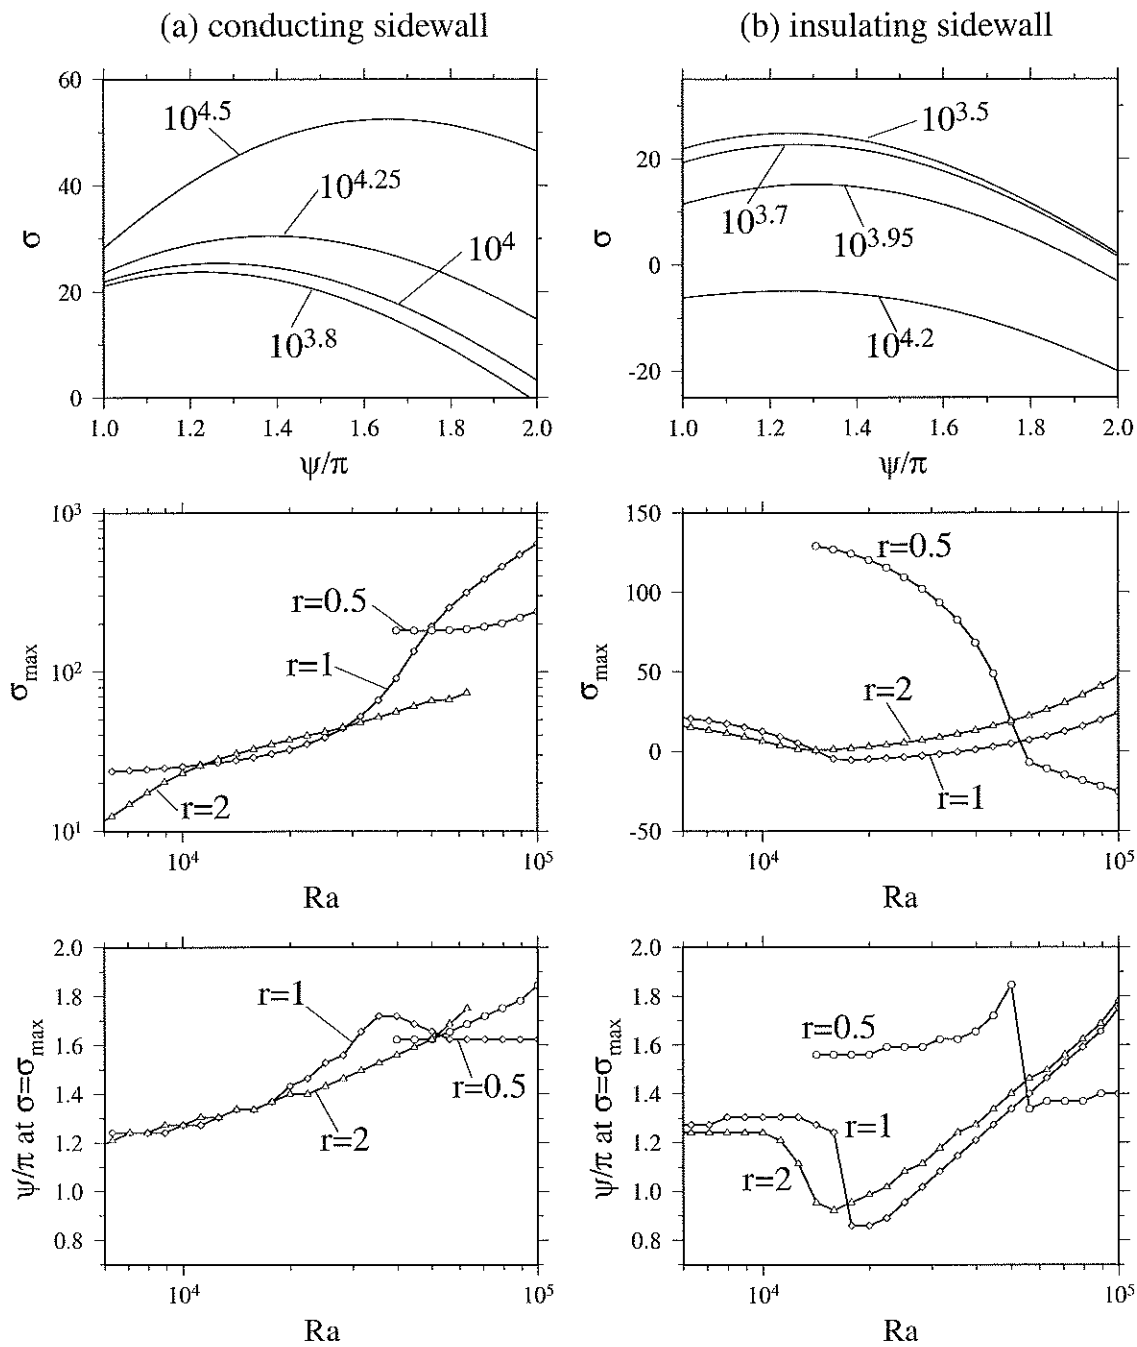 (a) conducting sidewall
(b) insulating sidewall
60
40
20
0
σ
10^4.5
10^4.25
10^4
10^3.8
1.0 1.2 1.4 1.6 1.8 2.0
ψ/π
20
0
-20
σ
10^3.5
10^3.7
10^3.95
10^4.2
1.0 1.2 1.4 1.6 1.8 2.0
ψ/π
10^3
10^2
10^1
σmax
r=0.5
r=1
r=2
10^4 10^5
Ra
150
100
50
0
-50
σmax
r=0.5
r=2
r=1
10^4 10^5
Ra
2.0
1.8
1.6
1.4
1.2
1.0
0.8
ψ/π at σ=σmax
r=1
r=0.5
r=2
10^4 10^5
Ra
2.0
1.8
1.6
1.4
1.2
1.0
0.8
ψ/π at σ=σmax
r=0.5
r=1
r=2
10^4 10^5
Ra